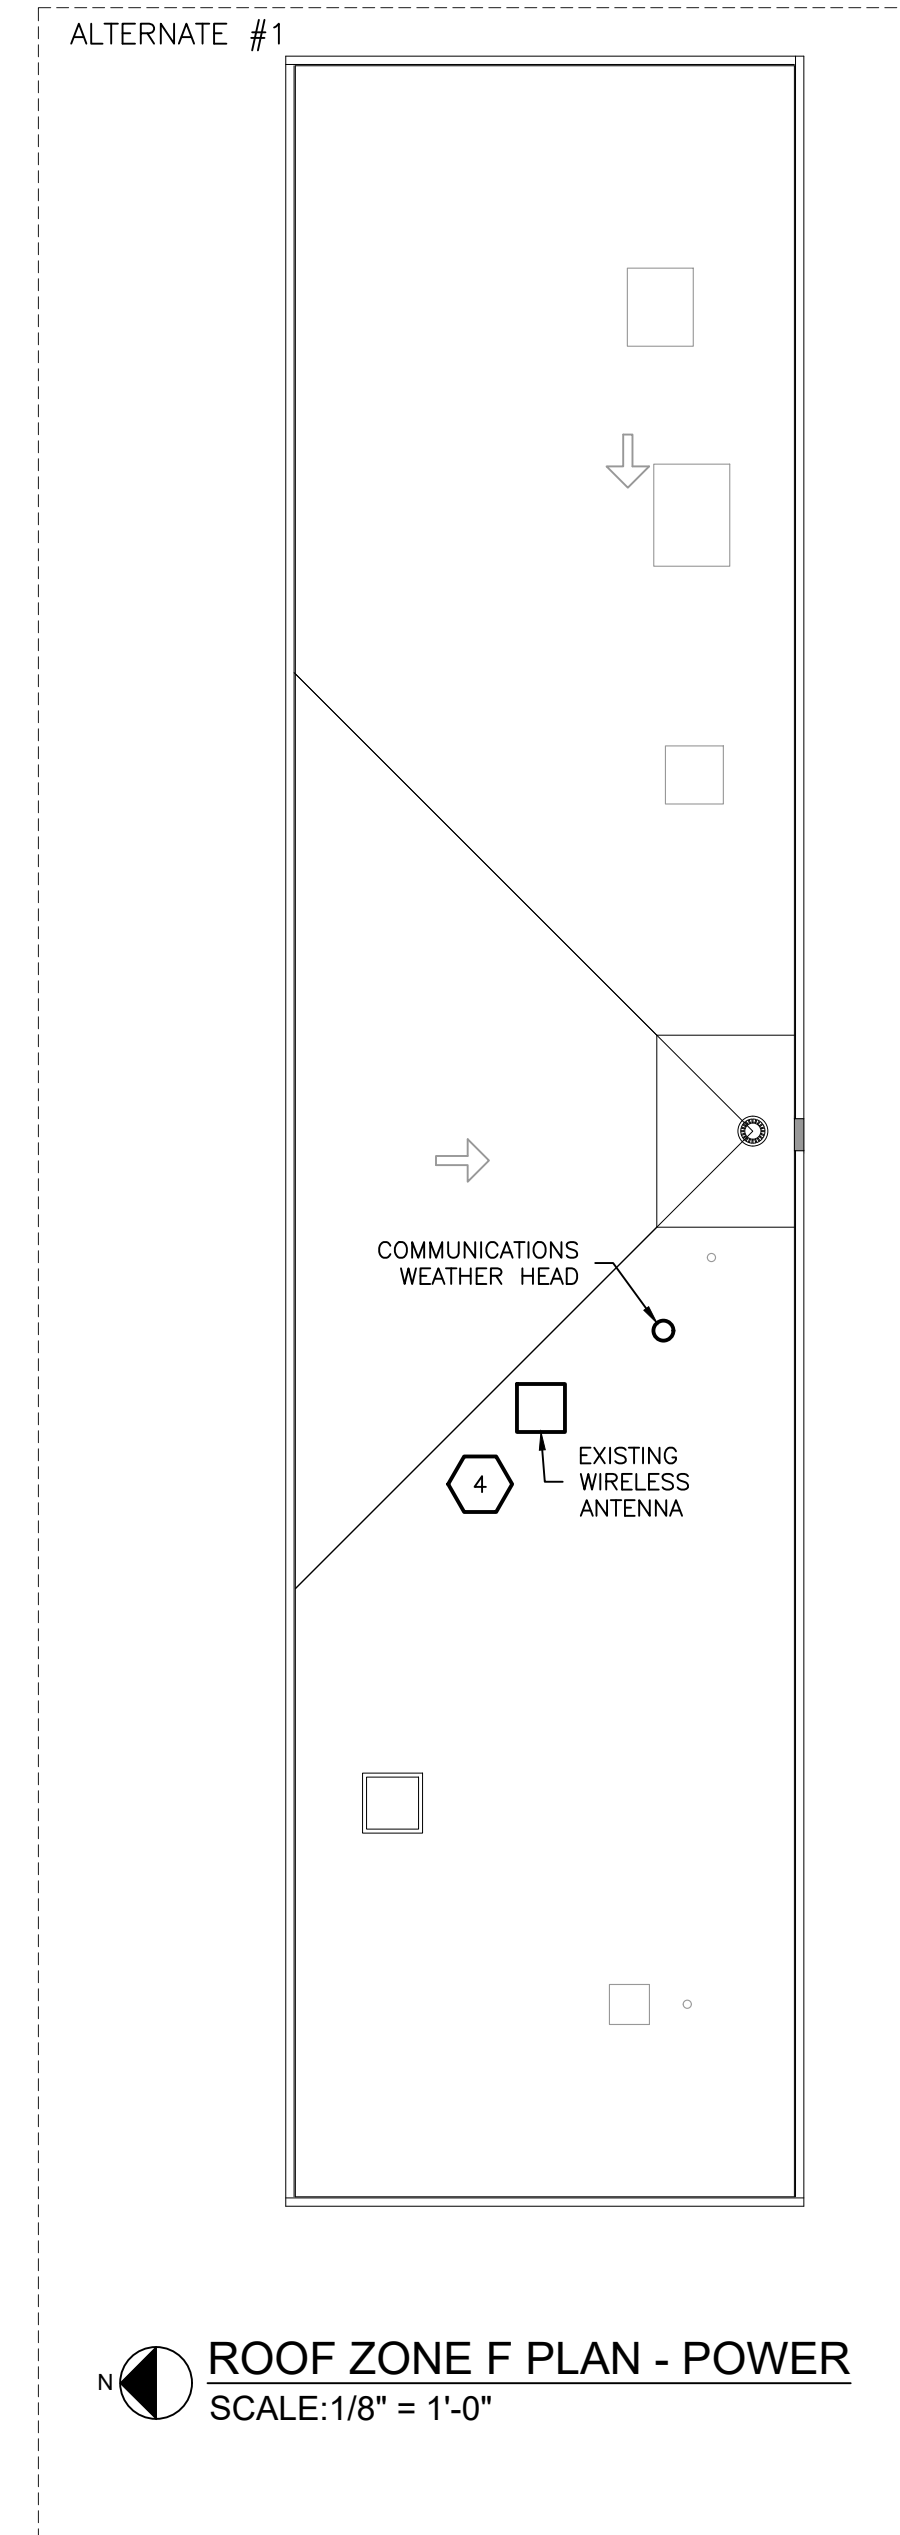 ALTERNATE #1
COMMUNICATIONS
WEATHER HEAD
EXISTING
WIRELESS
ANTENNA
4
N
ROOF ZONE F PLAN - POWER
SCALE:1/8" = 1'-0"